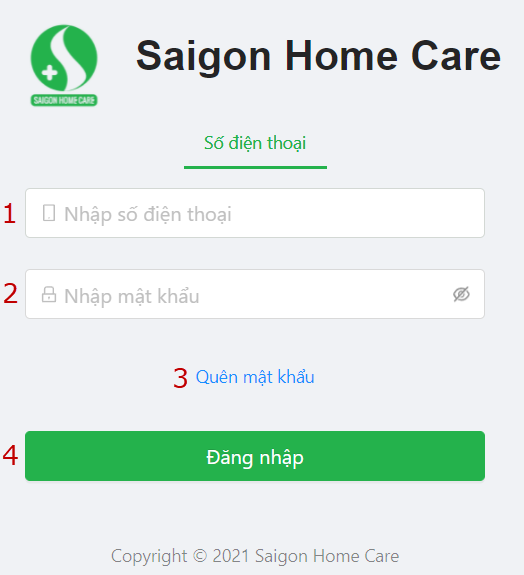 SAIGON HOME CARE
Saigon Home Care
Số điện thoại
1 Nhập số điện thoại
2 Nhập mật khẩu
3 Quên mật khẩu
4 Đăng nhập
Copyright © 2021 Saigon Home Care